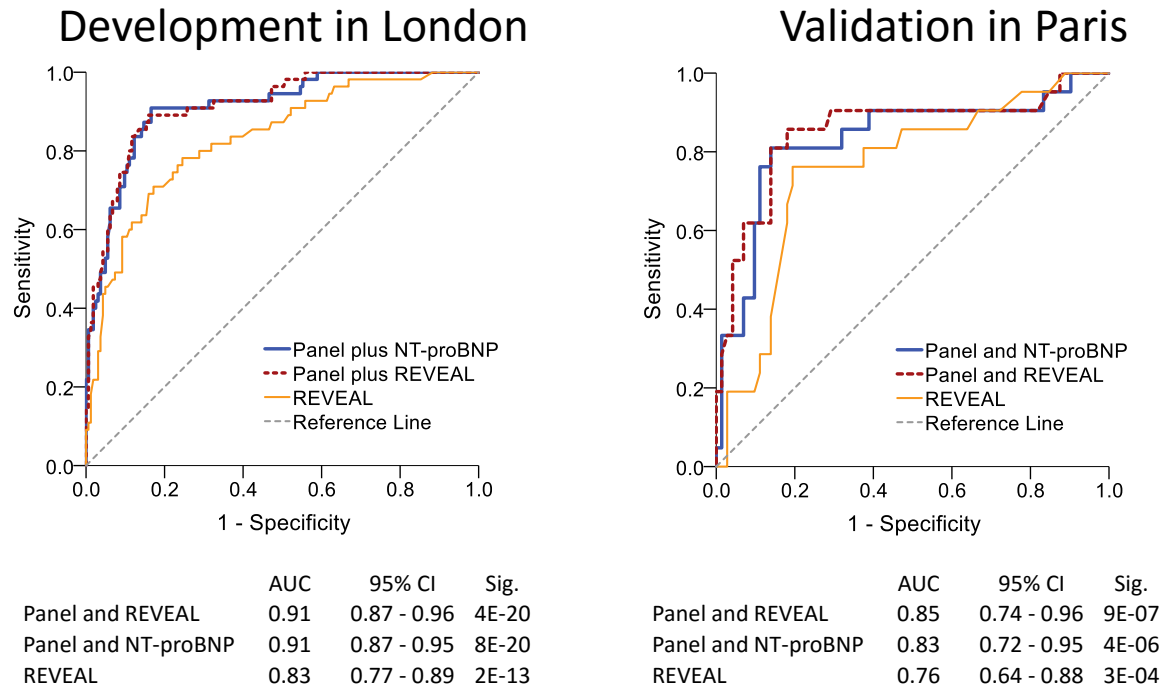 Development in London
1.0
0.8
0.6
0.4
0.2
0.0
Sensitivity
Panel plus NT-proBNP
Panel plus REVEAL
REVEAL
Reference Line
0.0 0.2 0.4 0.6 0.8 1.0
1 - Specificity
AUC 95% CI Sig.
Panel and REVEAL 0.91 0.87 - 0.96 4E-20
Panel and NT-proBNP 0.91 0.87 - 0.95 8E-20
REVEAL 0.83 0.77 - 0.89 2E-13
Validation in Paris
1.0
0.8
0.6
0.4
0.2
0.0
Sensitivity
Panel and NT-proBNP
Panel and REVEAL
REVEAL
Reference Line
0.0 0.2 0.4 0.6 0.8 1.0
1 - Specificity
AUC 95% CI Sig.
Panel and REVEAL 0.85 0.74 - 0.96 9E-07
Panel and NT-proBNP 0.83 0.72 - 0.95 4E-06
REVEAL 0.76 0.64 - 0.88 3E-04